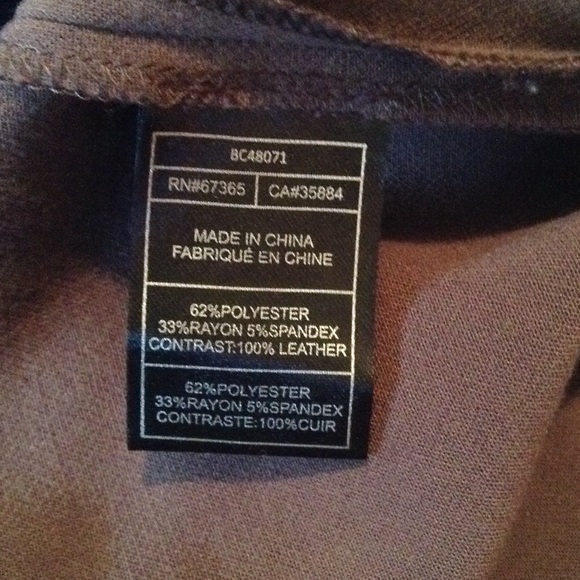 BC48071
RN#67365 CA#35884
MADE IN CHINA
FABRIQUÉ EN CHINE
62%POLYESTER
33%RAYON 5%SPANDEX
CONTRAST:100% LEATHER
62%POLYESTER
33%RAYON 5%SPANDEX
CONTRASTE:100%CUIR